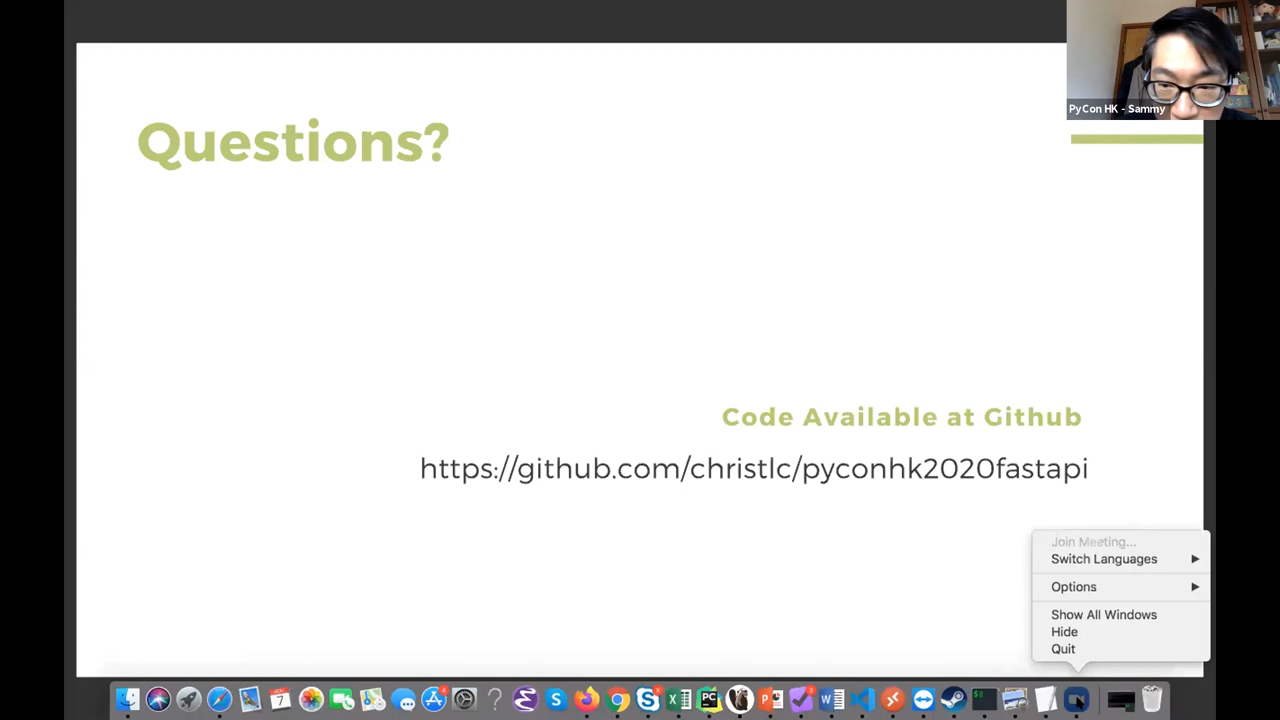 PyCon HK - Sammy
Questions?
Code Available at Github
https://github.com/christlc/pyconhk2020fastapi
Join Meeting...
Switch Languages
Options
Show All Windows
Hide
Quit